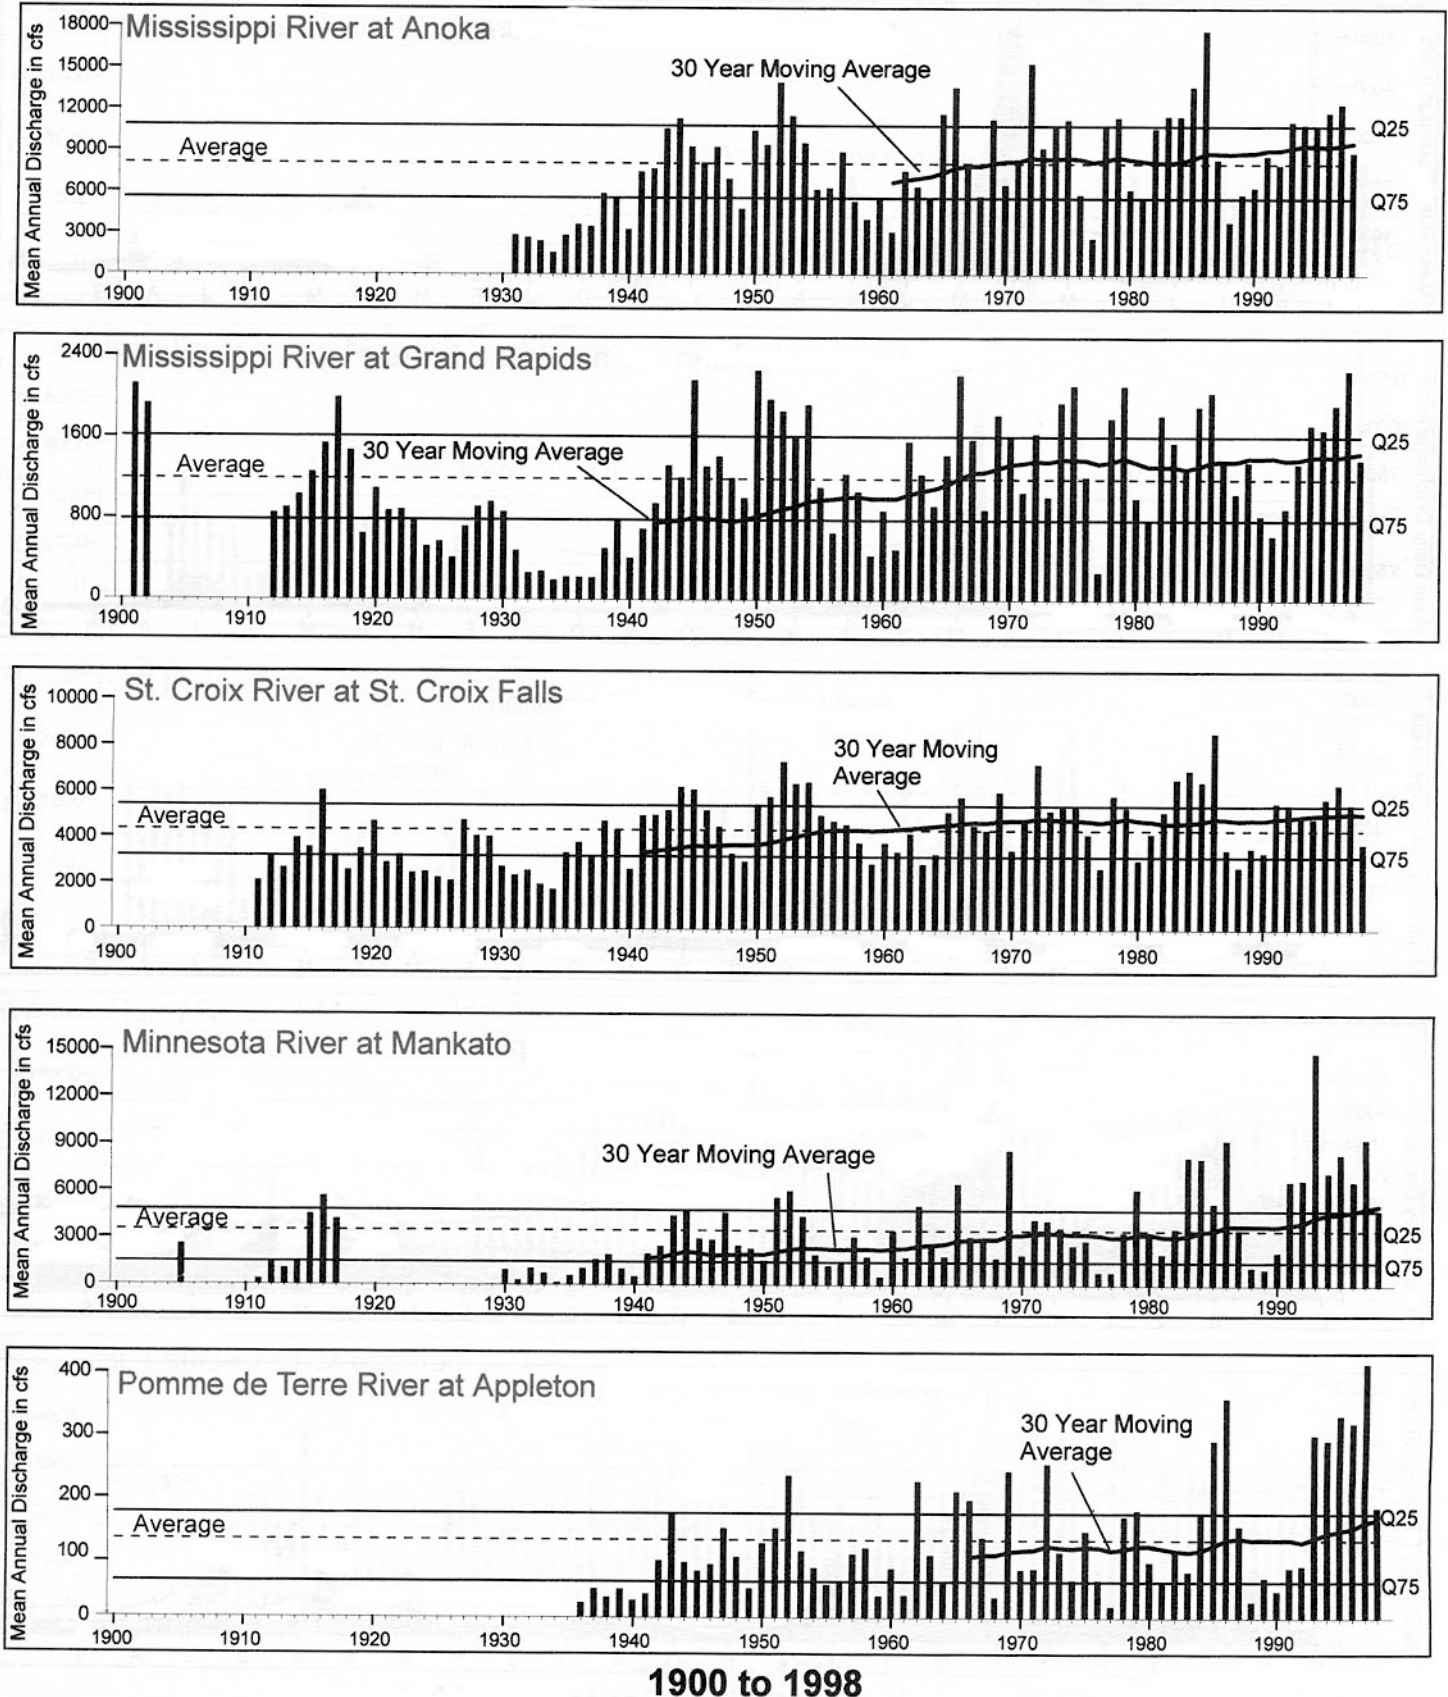 Mississippi River at Anoka
Mean Annual Discharge in cfs
18000
15000
12000
9000
6000
3000
0
30 Year Moving Average
Average
Q25
Q75
1900 1910 1920 1930 1940 1950 1960 1970 1980 1990
Mississippi River at Grand Rapids
Mean Annual Discharge in cfs
2400
1600
800
0
30 Year Moving Average
Average
Q25
Q75
1900 1910 1920 1930 1940 1950 1960 1970 1980 1990
St. Croix River at St. Croix Falls
Mean Annual Discharge in cfs
10000
8000
6000
4000
2000
0
30 Year Moving
Average
Average
Q25
Q75
1900 1910 1920 1930 1940 1950 1960 1970 1980 1990
Minnesota River at Mankato
Mean Annual Discharge in cfs
15000
12000
9000
6000
3000
0
30 Year Moving Average
Average
Q25
Q75
1900 1910 1920 1930 1940 1950 1960 1970 1980 1990
Pomme de Terre River at Appleton
Mean Annual Discharge in cfs
400
300
200
100
0
30 Year Moving
Average
Average
Q25
Q75
1900 1910 1920 1930 1940 1950 1960 1970 1980 1990
1900 to 1998